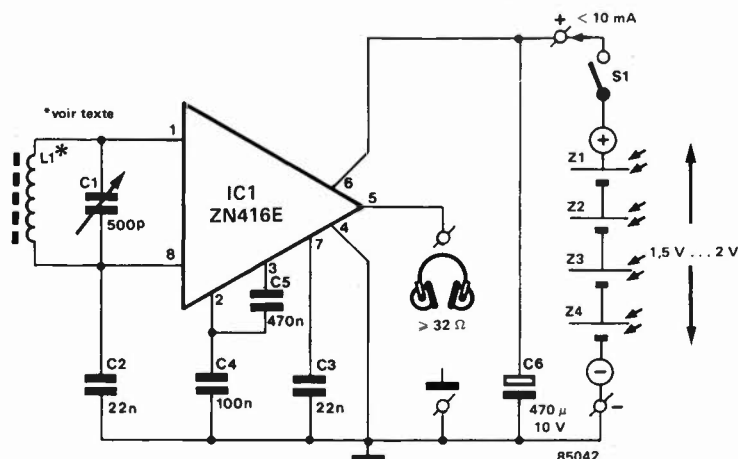 + < 10 mA
S1
*voir texte
L1*
C1
500p
1
8
IC1
ZN416E
6
5
4
7
3
2
C5
470n
+
Z1
Z2
Z3
Z4
1,5 V ... 2 V
≥ 32 Ω
C2
22n
C4
100n
C3
22n
C6
470 µ
10 V
−
−
85042